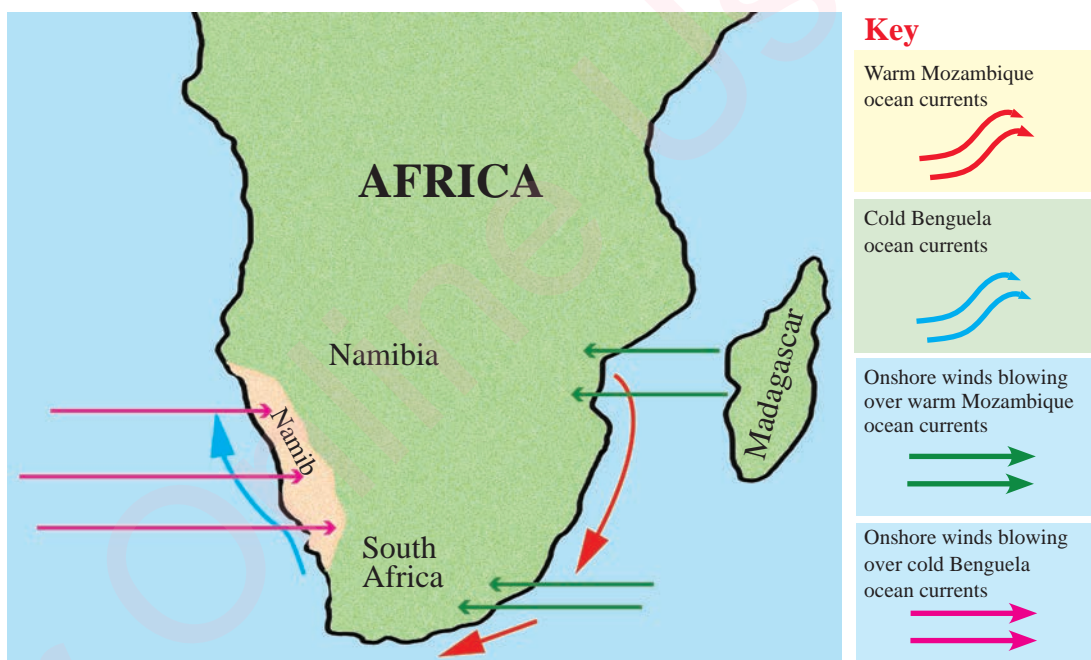 AFRICA
Namibia
Namib
South
Africa
Madagascar
Key
Warm Mozambique
ocean currents
Cold Benguela
ocean currents
Onshore winds blowing
over warm Mozambique
ocean currents
Onshore winds blowing
over cold Benguela
ocean currents